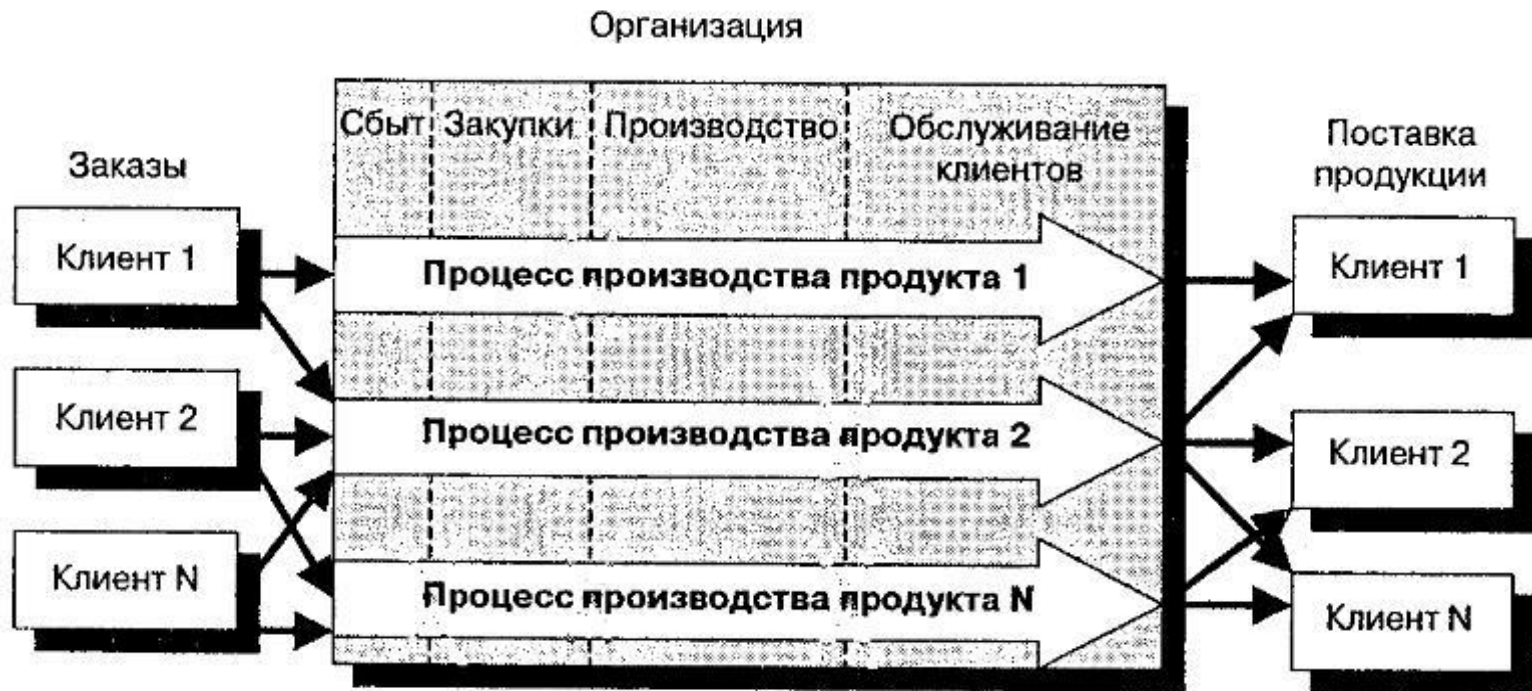 Организация
Сбыт Закупки Производство Обслуживание
клиентов
Заказы
Поставка
продукции
Клиент 1
Процесс производства продукта 1
Клиент 1
Клиент 2
Процесс производства продукта 2
Клиент 2
Клиент N
Процесс производства продукта N
Клиент N